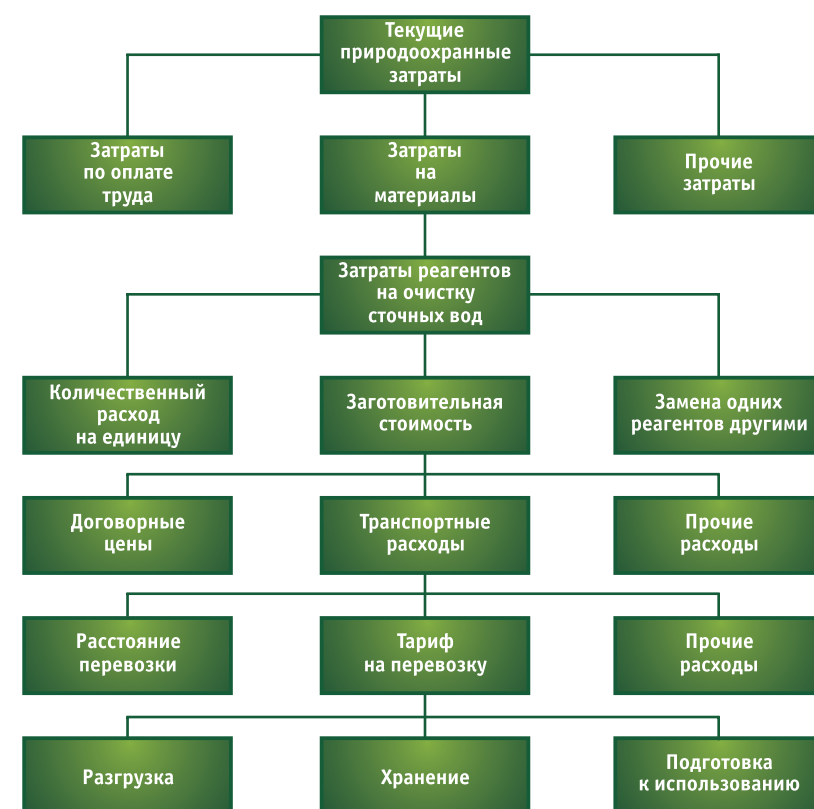 Текущие
природоохранные
затраты
Затраты
по оплате
труда
Затраты
на
материалы
Прочие
затраты
Затраты реагентов
на очистку
сточных вод
Количественный
расход
на единицу
Заготовительная
стоимость
Замена одних
реагентов другими
Договорные
цены
Транспортные
расходы
Прочие
расходы
Расстояние
перевозки
Тариф
на перевозку
Прочие
расходы
Разгрузка
Хранение
Подготовка
к использованию